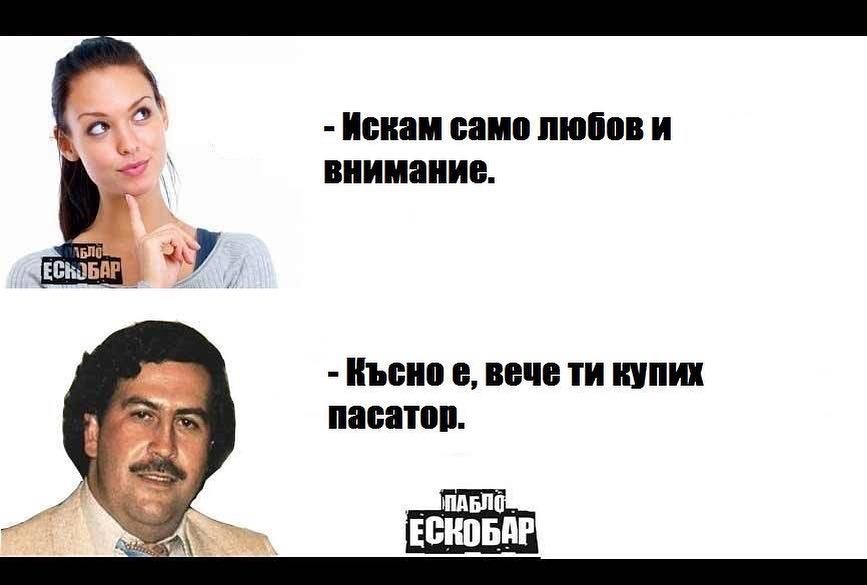 - Искам само любов и
внимание.
ПАБЛО
ЕСКОБАР
- Късно е, вече ти купих
пасатор.
ПАБЛО
ЕСКОБАР